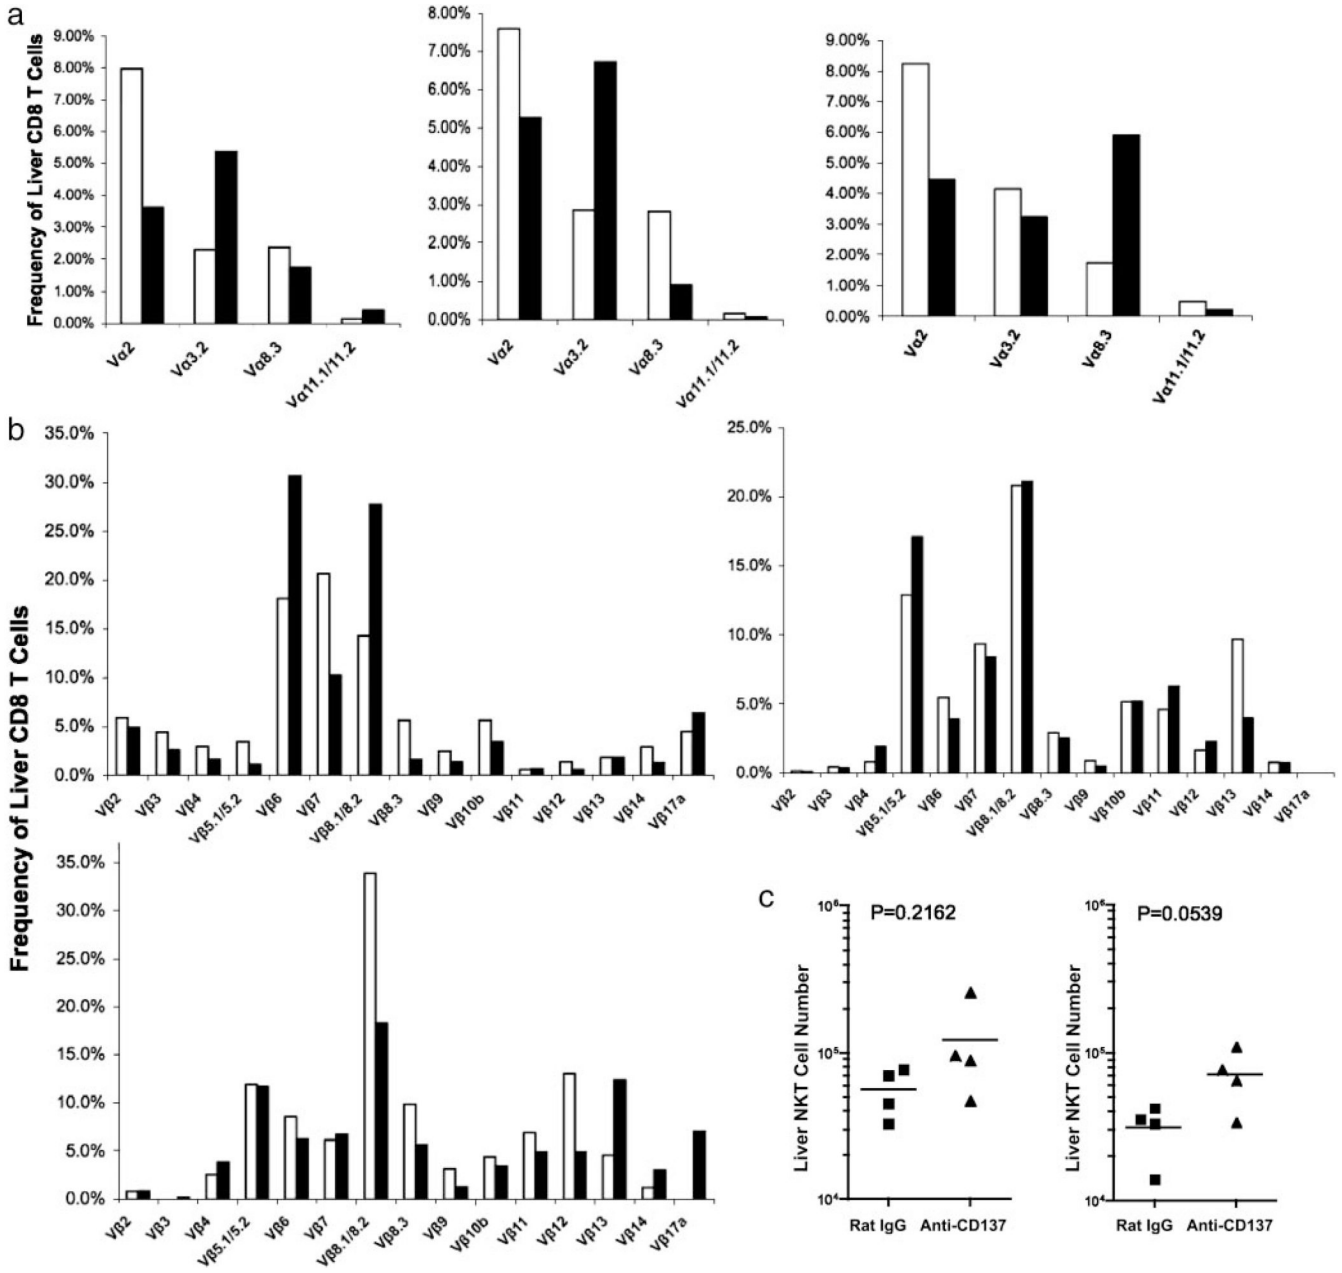 a
Frequency of Liver CD8 T Cells
9.00%
8.00%
7.00%
6.00%
5.00%
4.00%
3.00%
2.00%
1.00%
0.00%
Vα2
Vα3.2
Vα8.3
Vα11.1/11.2
8.00%
7.00%
6.00%
5.00%
4.00%
3.00%
2.00%
1.00%
0.00%
Vα2
Vα3.2
Vα8.3
Vα11.1/11.2
9.00%
8.00%
7.00%
6.00%
5.00%
4.00%
3.00%
2.00%
1.00%
0.00%
Vα2
Vα3.2
Vα8.3
Vα11.1/11.2
b
Frequency of Liver CD8 T Cells
35.0%
30.0%
25.0%
20.0%
15.0%
10.0%
5.0%
0.0%
Vβ2
Vβ3
Vβ4
Vβ5.1/5.2
Vβ6
Vβ7
Vβ8.1/8.2
Vβ8.3
Vβ9
Vβ10b
Vβ11
Vβ12
Vβ13
Vβ14
Vβ17a
25.0%
20.0%
15.0%
10.0%
5.0%
0.0%
Vβ2
Vβ3
Vβ4
Vβ5.1/5.2
Vβ6
Vβ7
Vβ8.1/8.2
Vβ8.3
Vβ9
Vβ10b
Vβ11
Vβ12
Vβ13
Vβ14
Vβ17a
35.0%
30.0%
25.0%
20.0%
15.0%
10.0%
5.0%
0.0%
Vβ2
Vβ3
Vβ4
Vβ5.1/5.2
Vβ6
Vβ7
Vβ8.1/8.2
Vβ8.3
Vβ9
Vβ10b
Vβ11
Vβ12
Vβ13
Vβ14
Vβ17a
c
Liver NKT Cell Number
10⁶
10⁵
10⁴
P=0.2162
Rat IgG Anti-CD137
Liver NKT Cell Number
10⁶
10⁵
10⁴
P=0.0539
Rat IgG Anti-CD137